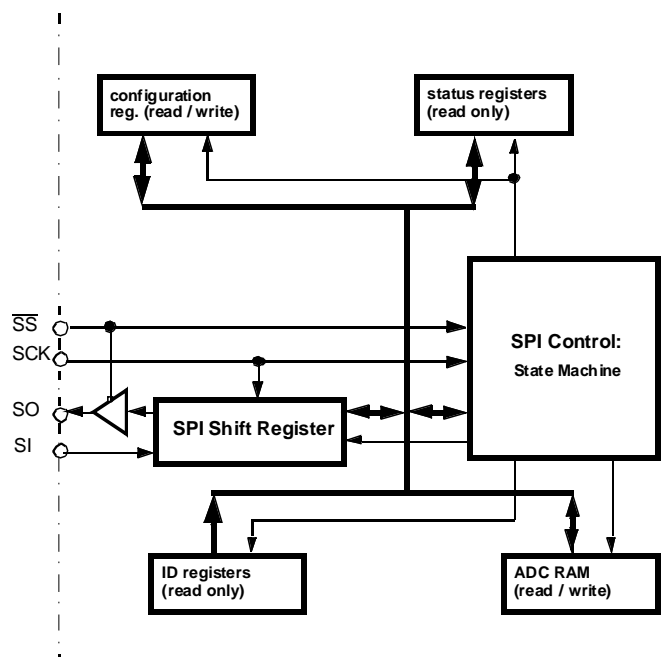 configuration
reg. (read / write)
status registers
(read only)
SS
SCK
SO
SI
SPI Control:
State Machine
SPI Shift Register
ID registers
(read only)
ADC RAM
(read / write)